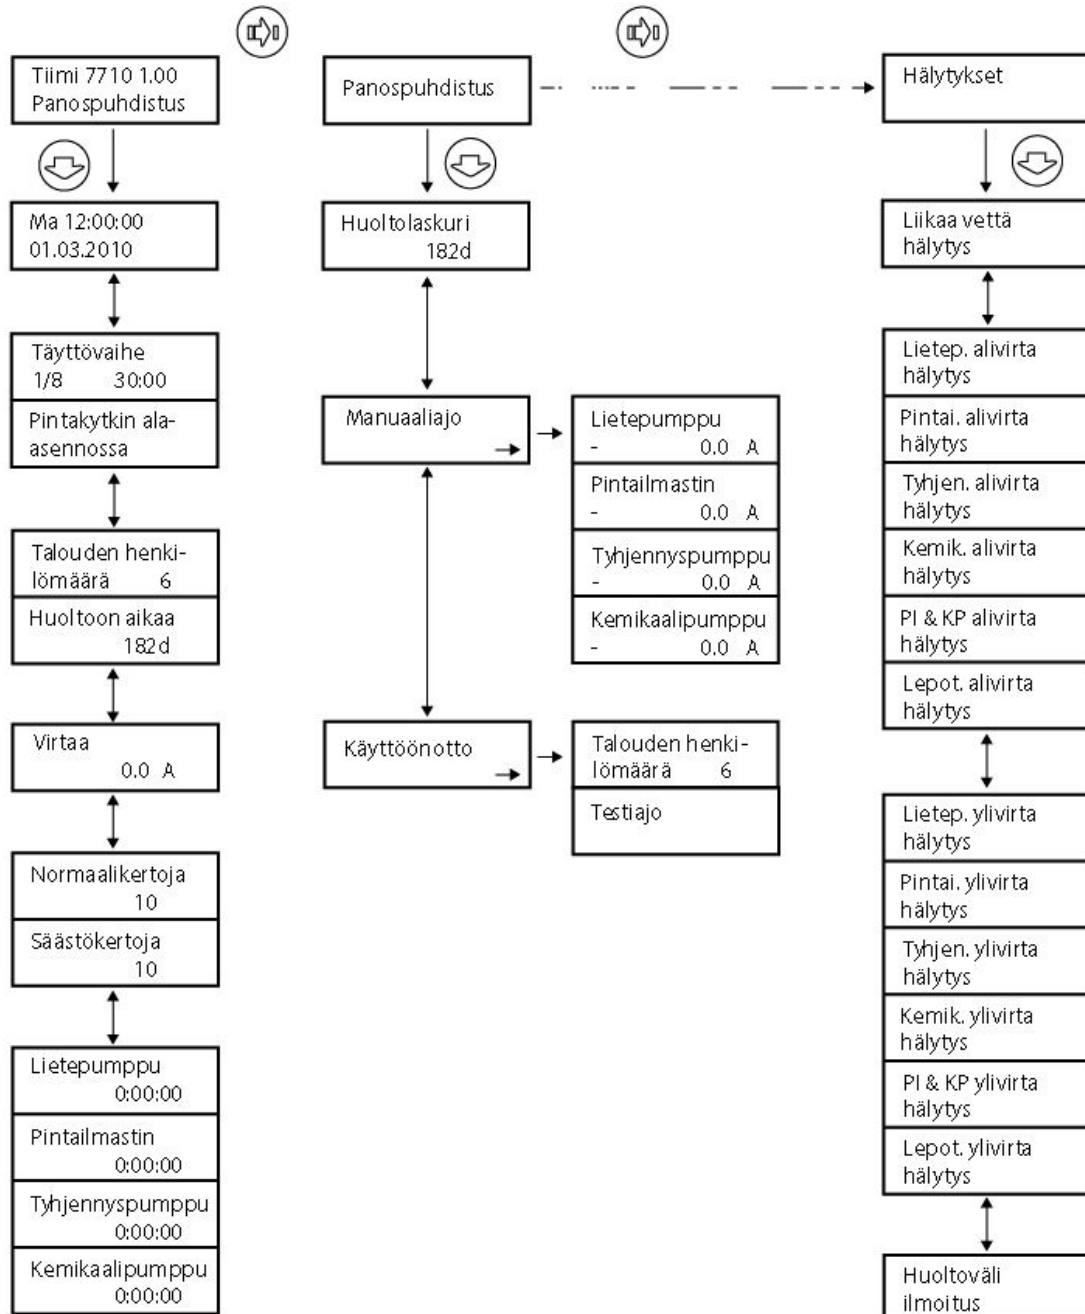 Tiimi 7710 1.00
Panospuhdistus
Ma 12:00:00
01.03.2010
Täyttövaihe
1/8 30:00
Pintakytkin ala-
asennossa
Talouden henki-
lömäärä 6
Huoltoon aikaa
182d
Virtaa
0.0 A
Normaalikertoja
10
Säästökertoja
10
Lietepumppu
0:00:00
Pintailmastin
0:00:00
Tyhjennyspumppu
0:00:00
Kemikaalipumppu
0:00:00
Panospuhdistus
Huoltolaskuri
182d
Manuaaliajo
Lietepumppu
- 0.0 A
Pintailmastin
- 0.0 A
Tyhjennyspumppu
- 0.0 A
Kemikaalipumppu
- 0.0 A
Käyttöönotto
Talouden henki-
lömäärä 6
Testiajo
Hälytykset
Liikaa vettä
hälytys
Lietep. alivirta
hälytys
Pintai. alivirta
hälytys
Tyhjen. alivirta
hälytys
Kemik. alivirta
hälytys
PI & KP alivirta
hälytys
Lepot. alivirta
hälytys
Lietep. ylivirta
hälytys
Pintai. ylivirta
hälytys
Tyhjen. ylivirta
hälytys
Kemik. ylivirta
hälytys
PI & KP ylivirta
hälytys
Lepot. ylivirta
hälytys
Huoltoväli
ilmoitus